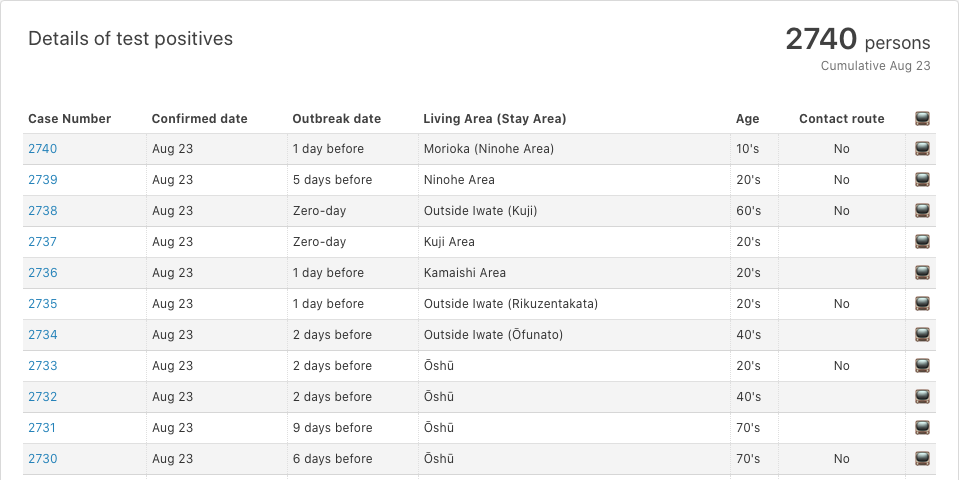 Details of test positives
2740 persons
Cumulative Aug 23
Case Number Confirmed date Outbreak date Living Area (Stay Area) Age Contact route
2740 Aug 23 1 day before Morioka (Ninohe Area) 10's No
2739 Aug 23 5 days before Ninohe Area 20's No
2738 Aug 23 Zero-day Outside Iwate (Kuji) 60's No
2737 Aug 23 Zero-day Kuji Area 20's
2736 Aug 23 1 day before Kamaishi Area 20's
2735 Aug 23 1 day before Outside Iwate (Rikuzentakata) 20's No
2734 Aug 23 2 days before Outside Iwate (Ōfunato) 40's
2733 Aug 23 2 days before Ōshū 20's No
2732 Aug 23 2 days before Ōshū 40's
2731 Aug 23 9 days before Ōshū 70's
2730 Aug 23 6 days before Ōshū 70's No